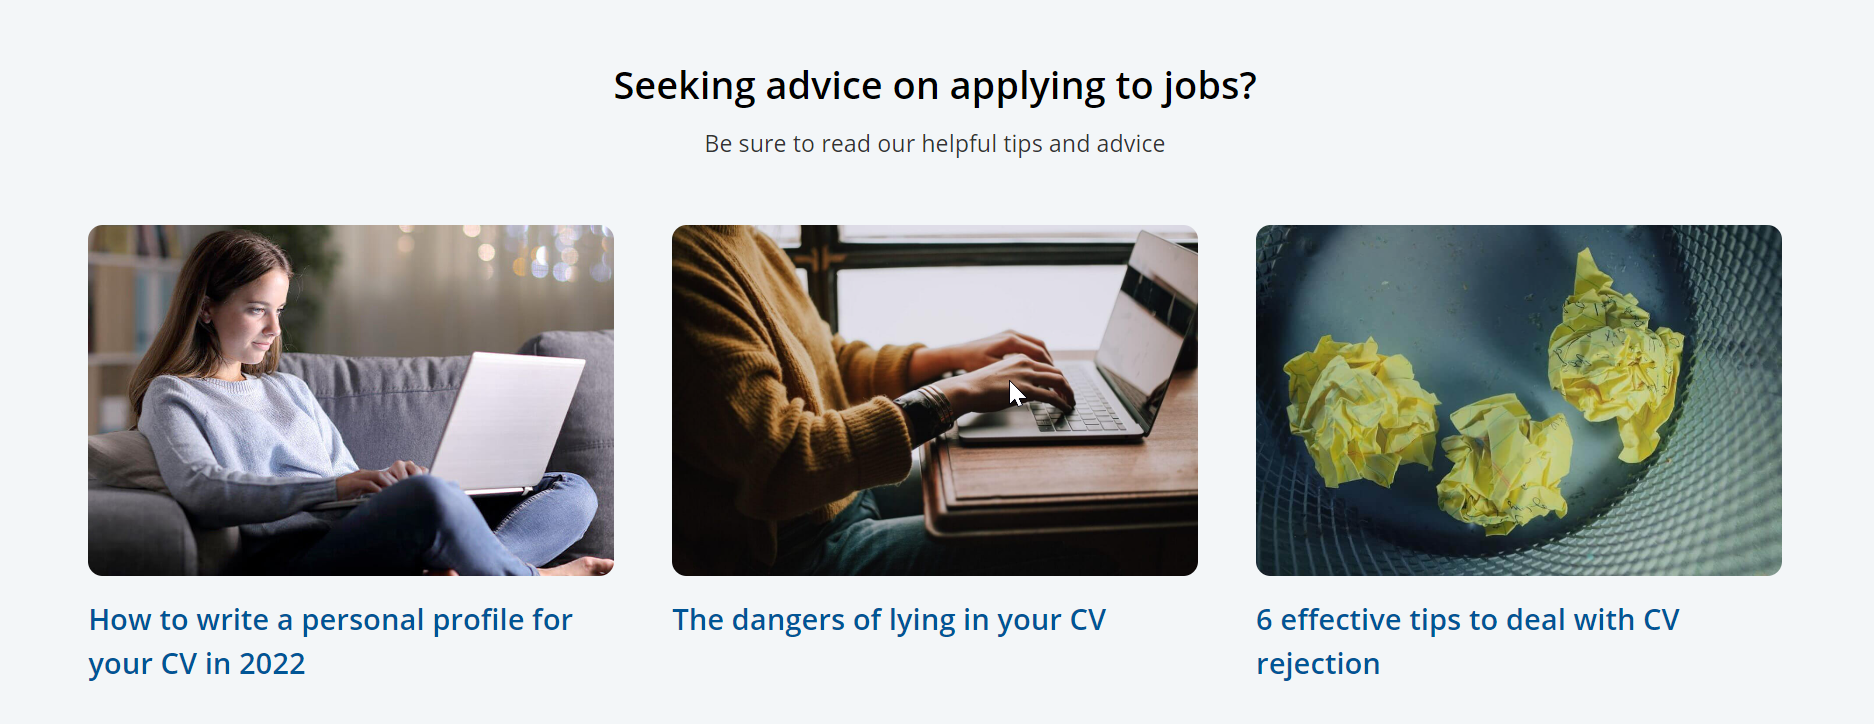 Seeking advice on applying to jobs?
Be sure to read our helpful tips and advice
How to write a personal profile for
your CV in 2022
The dangers of lying in your CV
6 effective tips to deal with CV
rejection